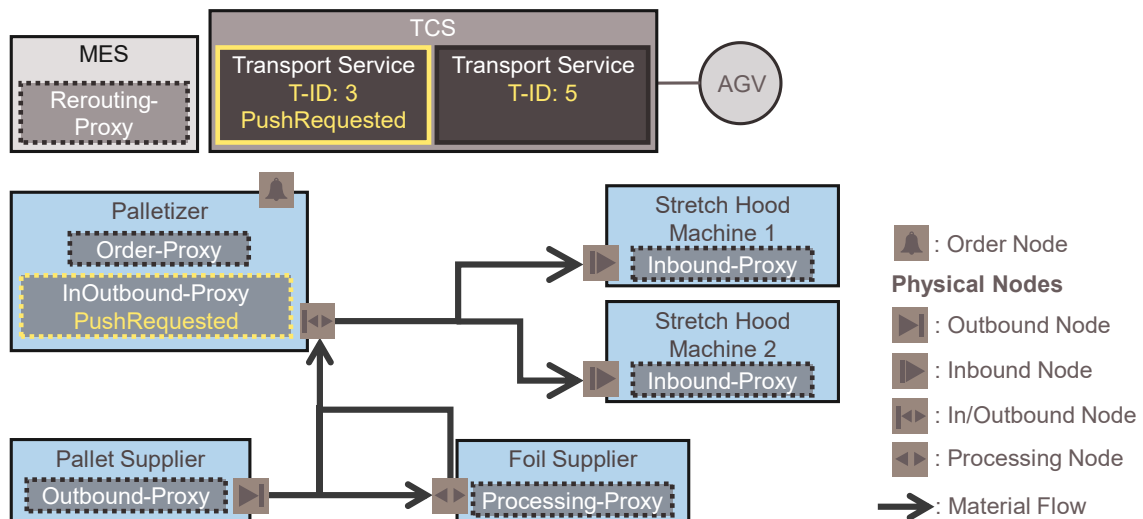 MES
Rerouting-
Proxy
TCS
Transport Service
T-ID: 3
PushRequested
Transport Service
T-ID: 5
AGV
Palletizer
Order-Proxy
InOutbound-Proxy
PushRequested
Stretch Hood
Machine 1
Inbound-Proxy
Stretch Hood
Machine 2
Inbound-Proxy
Pallet Supplier
Outbound-Proxy
Foil Supplier
Processing-Proxy
: Order Node
Physical Nodes
: Outbound Node
: Inbound Node
: In/Outbound Node
: Processing Node
: Material Flow